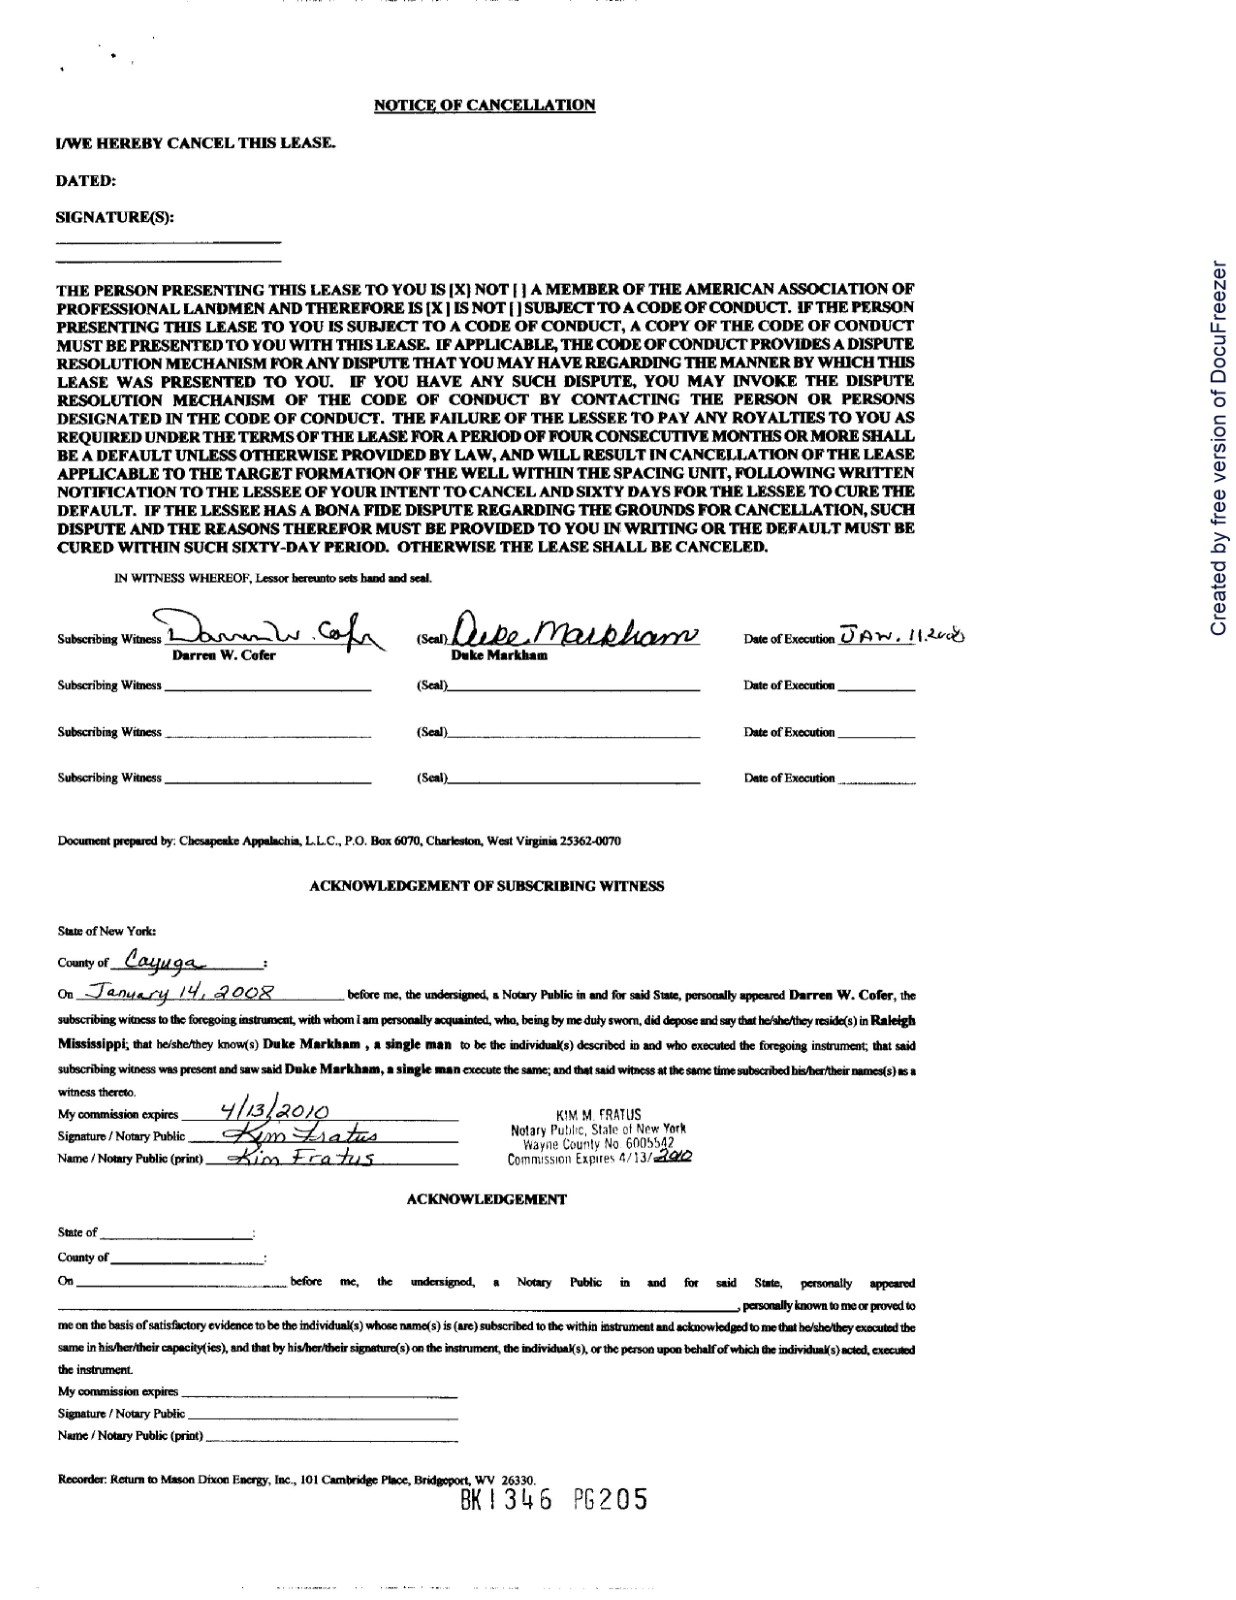 NOTICE OF CANCELLATION
I/WE HEREBY CANCEL THIS LEASE.
DATED:
SIGNATURE(S):
THE PERSON PRESENTING THIS LEASE TO YOU IS [X] NOT [ ] A MEMBER OF THE AMERICAN ASSOCIATION OF
PROFESSIONAL LANDMEN AND THEREFORE IS [X ] IS NOT [ ] SUBJECT TO A CODE OF CONDUCT. IF THE PERSON
PRESENTING THIS LEASE TO YOU IS SUBJECT TO A CODE OF CONDUCT, A COPY OF THE CODE OF CONDUCT
MUST BE PRESENTED TO YOU WITH THIS LEASE. IF APPLICABLE, THE CODE OF CONDUCT PROVIDES A DISPUTE
RESOLUTION MECHANISM FOR ANY DISPUTE THAT YOU MAY HAVE REGARDING THE MANNER BY WHICH THIS
LEASE WAS PRESENTED TO YOU. IF YOU HAVE ANY SUCH DISPUTE, YOU MAY INVOKE THE DISPUTE
RESOLUTION MECHANISM OF THE CODE OF CONDUCT BY CONTACTING THE PERSON OR PERSONS
DESIGNATED IN THE CODE OF CONDUCT. THE FAILURE OF THE LESSEE TO PAY ANY ROYALTIES TO YOU AS
REQUIRED UNDER THE TERMS OF THE LEASE FOR A PERIOD OF FOUR CONSECUTIVE MONTHS OR MORE SHALL
BE A DEFAULT UNLESS OTHERWISE PROVIDED BY LAW, AND WILL RESULT IN CANCELLATION OF THE LEASE
APPLICABLE TO THE TARGET FORMATION OF THE WELL WITHIN THE SPACING UNIT, FOLLOWING WRITTEN
NOTIFICATION TO THE LESSEE OF YOUR INTENT TO CANCEL AND SIXTY DAYS FOR THE LESSEE TO CURE THE
DEFAULT. IF THE LESSEE HAS A BONA FIDE DISPUTE REGARDING THE GROUNDS FOR CANCELLATION, SUCH
DISPUTE AND THE REASONS THEREFOR MUST BE PROVIDED TO YOU IN WRITING OR THE DEFAULT MUST BE
CURED WITHIN SUCH SIXTY-DAY PERIOD. OTHERWISE THE LEASE SHALL BE CANCELED.
IN WITNESS WHEREOF, Lessor hereunto sets hand and seal.
Subscribing Witness Darren W. Cofer (Seal) Duke Markham Date of Execution JAN. 11. 2008
Darren W. Cofer Duke Markham
Subscribing Witness (Seal) Date of Execution
Subscribing Witness (Seal) Date of Execution
Subscribing Witness (Seal) Date of Execution
Document prepared by: Chesapeake Appalachia, L.L.C., P.O. Box 6070, Charleston, West Virginia 25362-0070
ACKNOWLEDGEMENT OF SUBSCRIBING WITNESS
State of New York:
County of Cayuga :
On January 14, 2008 before me, the undersigned, a Notary Public in and for said State, personally appeared Darren W. Cofer, the
subscribing witness to the foregoing instrument, with whom I am personally acquainted, who, being by me duly sworn, did depose and say that he/she/they reside(s) in Raleigh
Mississippi; that he/she/they know(s) Duke Markham , a single man to be the individual(s) described in and who executed the foregoing instrument; that said
subscribing witness was present and saw said Duke Markham, a single man execute the same; and that said witness at the same time subscribed his/her/their names(s) as a
witness thereto.
My commission expires 4/13/2010
Signature / Notary Public Kim Fratus
Name / Notary Public (print) Kim Fratus
KIM M. FRATUS
Notary Public, State of New York
Wayne County No. 6005542
Commission Expires 4/13/2010
ACKNOWLEDGEMENT
State of :
County of :
On before me, the undersigned, a Notary Public in and for said State, personally appeared
, personally known to me or proved to
me on the basis of satisfactory evidence to be the individual(s) whose name(s) is (are) subscribed to the within instrument and acknowledged to me that he/she/they executed the
same in his/her/their capacity(ies), and that by his/her/their signature(s) on the instrument, the individual(s), or the person upon behalf of which the individual(s) acted, executed
the instrument.
My commission expires
Signature / Notary Public
Name / Notary Public (print)
Recorder: Return to Mason Dixon Energy, Inc., 101 Cambridge Place, Bridgeport, WV 26330.
BK1346 PG205
Created by free version of DocuFreezer